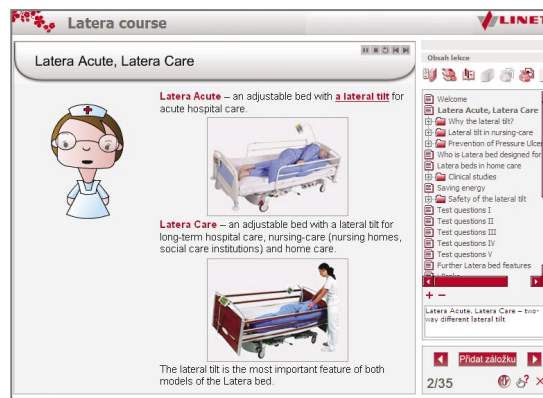 Latera course
LINET
Latera Acute, Latera Care
Latera Acute – an adjustable bed with a lateral tilt for
acute hospital care.
Latera Care – an adjustable bed with a lateral tilt for
long-term hospital care, nursing-care (nursing homes,
social care institutions) and home care.
The lateral tilt is the most important feature of both
models of the Latera bed.
Obsah lekce
Welcome
Latera Acute, Latera Care
Why the lateral tilt?
Lateral tilt in nursing-care
Prevention of Pressure Ulcer
Who is Latera bed designed for
Latera beds in home care
Clinical studies
Saving energy
Safety of the lateral tilt
Test questions I
Test questions II
Test questions III
Test questions IV
Test questions V
Further Latera bed features
Latera Acute, Latera Care – two-
way different lateral tilt
Přidat záložku
2/35